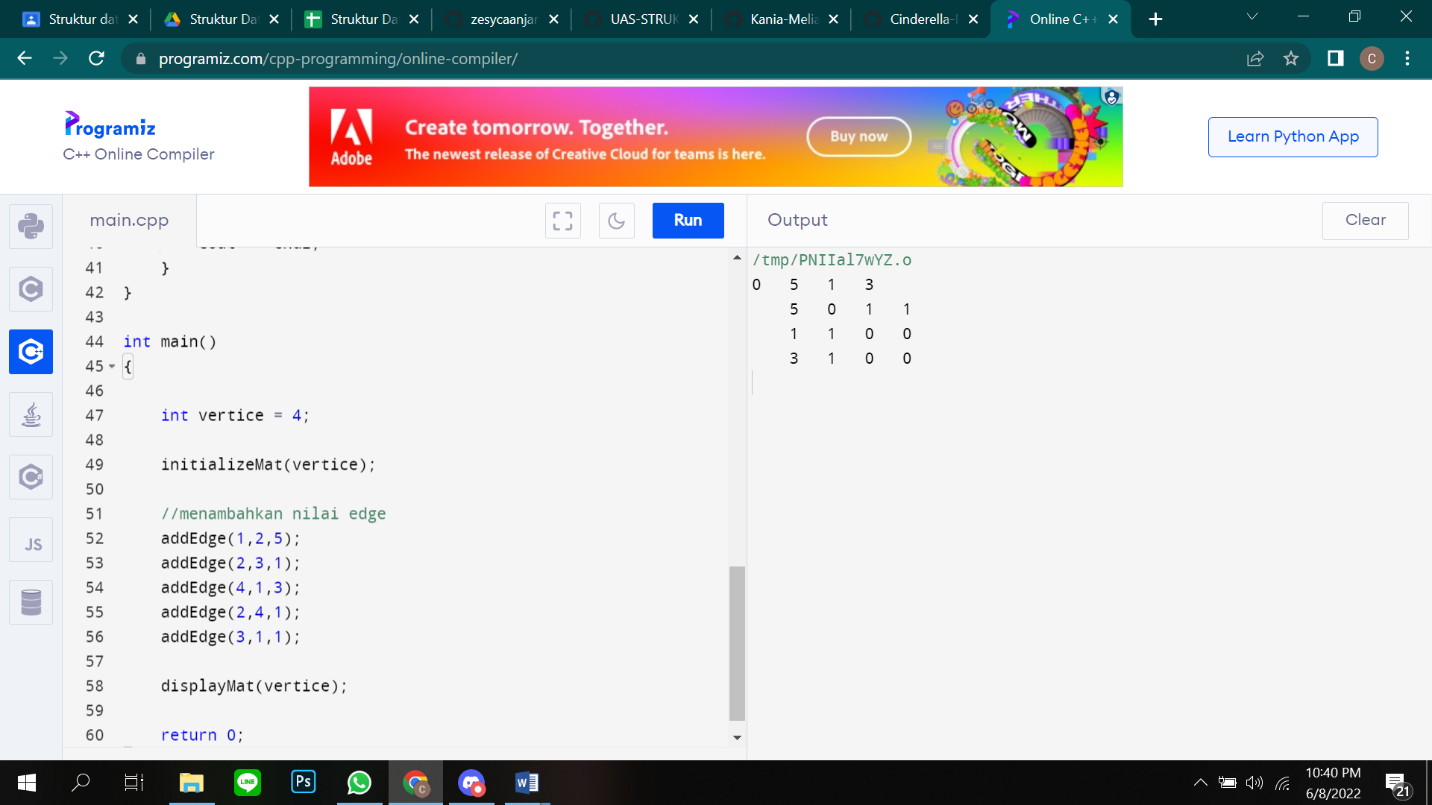 Struktur dat
Struktur Dat
Struktur Da
zesycaanjar
UAS-STRUK
Kania-Melia
Cinderella-
Online C++
programiz.com/cpp-programming/online-compiler/
C
Programiz
C++ Online Compiler
Adobe
Create tomorrow. Together.
The newest release of Creative Cloud for teams is here.
Buy now
Learn Python App
main.cpp
Run
Output
Clear
41 }
42 }
43
44 int main()
45 {
46
47 int vertice = 4;
48
49 initializeMat(vertice);
50
51 //menambahkan nilai edge
52 addEdge(1,2,5);
53 addEdge(2,3,1);
54 addEdge(4,1,3);
55 addEdge(2,4,1);
56 addEdge(3,1,1);
57
58 displayMat(vertice);
59
60 return 0;
/tmp/PNIIal7wYZ.o
0 5 1 3
5 0 1 1
1 1 0 0
3 1 0 0
JS
LINE
Ps
C
W
10:40 PM
6/8/2022
21